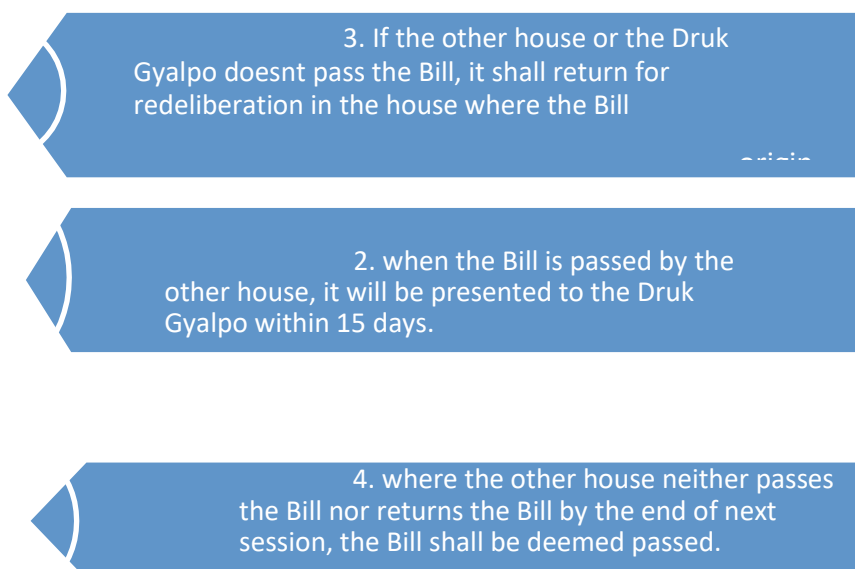 3. If the other house or the Druk
Gyalpo doesnt pass the Bill, it shall return for
redeliberation in the house where the Bill
2. when the Bill is passed by the
other house, it will be presented to the Druk
Gyalpo within 15 days.
4. where the other house neither passes
the Bill nor returns the Bill by the end of next
session, the Bill shall be deemed passed.